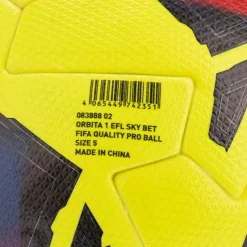 4 065449 742351
083888 02
ORBITA 1 EFL SKY BET
FIFA QUALITY PRO BALL
SIZE 5
MADE IN CHINA